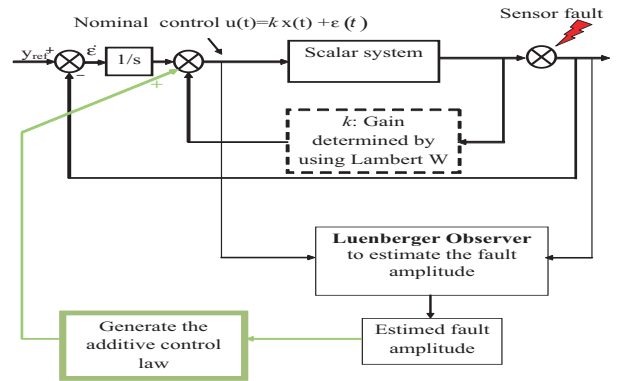 Nominal control u(t)=k x(t) +ε (t)
Sensor fault
y_ref +
−
ε̇
1/s
+
Scalar system
k: Gain
determined by
using Lambert W
Luenberger Observer
to estimate the fault
amplitude
Estimed fault
amplitude
Generate the
additive control
law